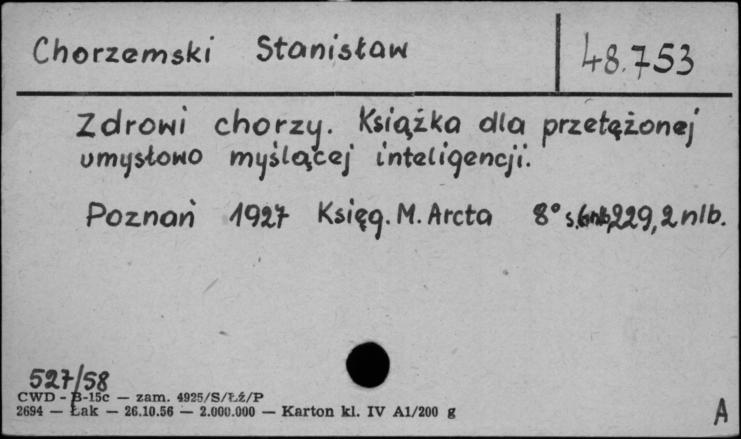 Chorzemski Stanisław
48.753
Zdrowi chorzy. Książka dla przetężonej
umysłowo myślącej inteligencji.
Poznań 1927 Księg. M. Arcta 8° s. 229, 2 nlb.
527/58
CWD - B-15c — zam. 4925/S/Łź/P
2694 — Łak — 26.10.56 — 2.000.000 — Karton kl. IV A1/200 g
A